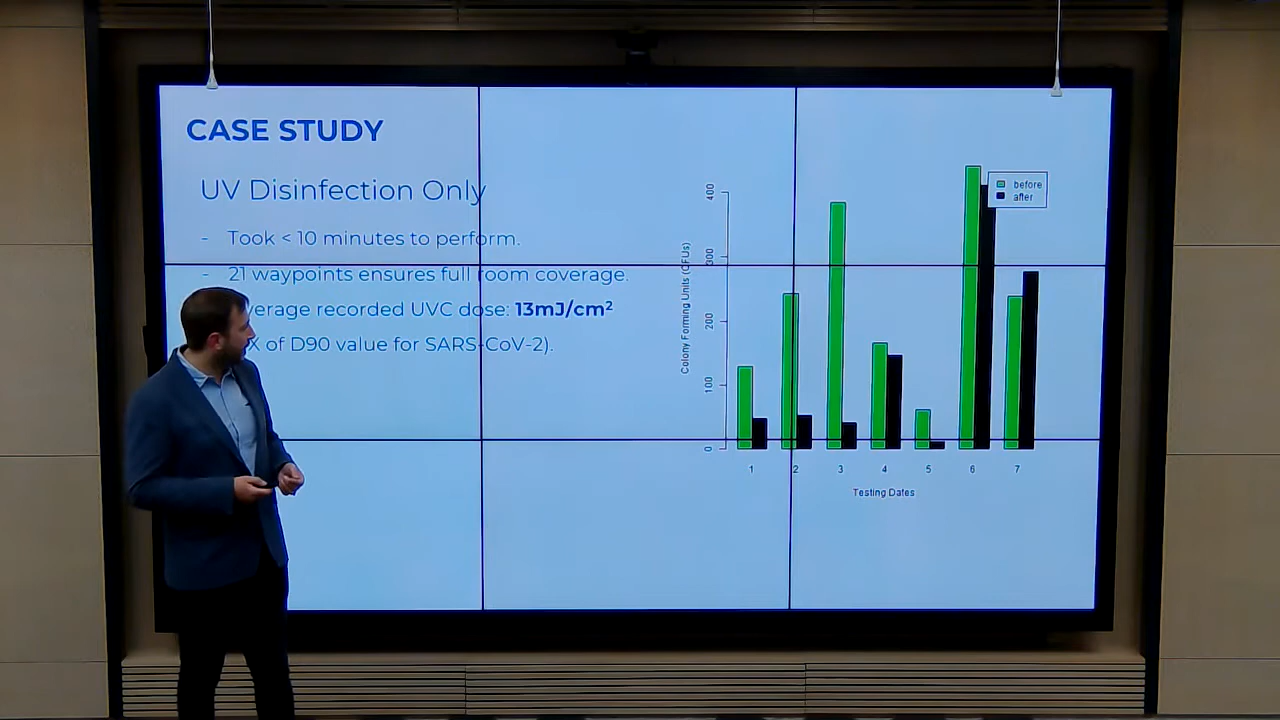 CASE STUDY
UV Disinfection Only
- Took < 10 minutes to perform.
- 21 waypoints ensures full room coverage.
verage recorded UVC dose: 13mJ/cm²
X of D90 value for SARS-CoV-2).
before
after
Colony Forming Units (CFUs)
400
300
200
100
0
1 2 3 4 5 6 7
Testing Dates